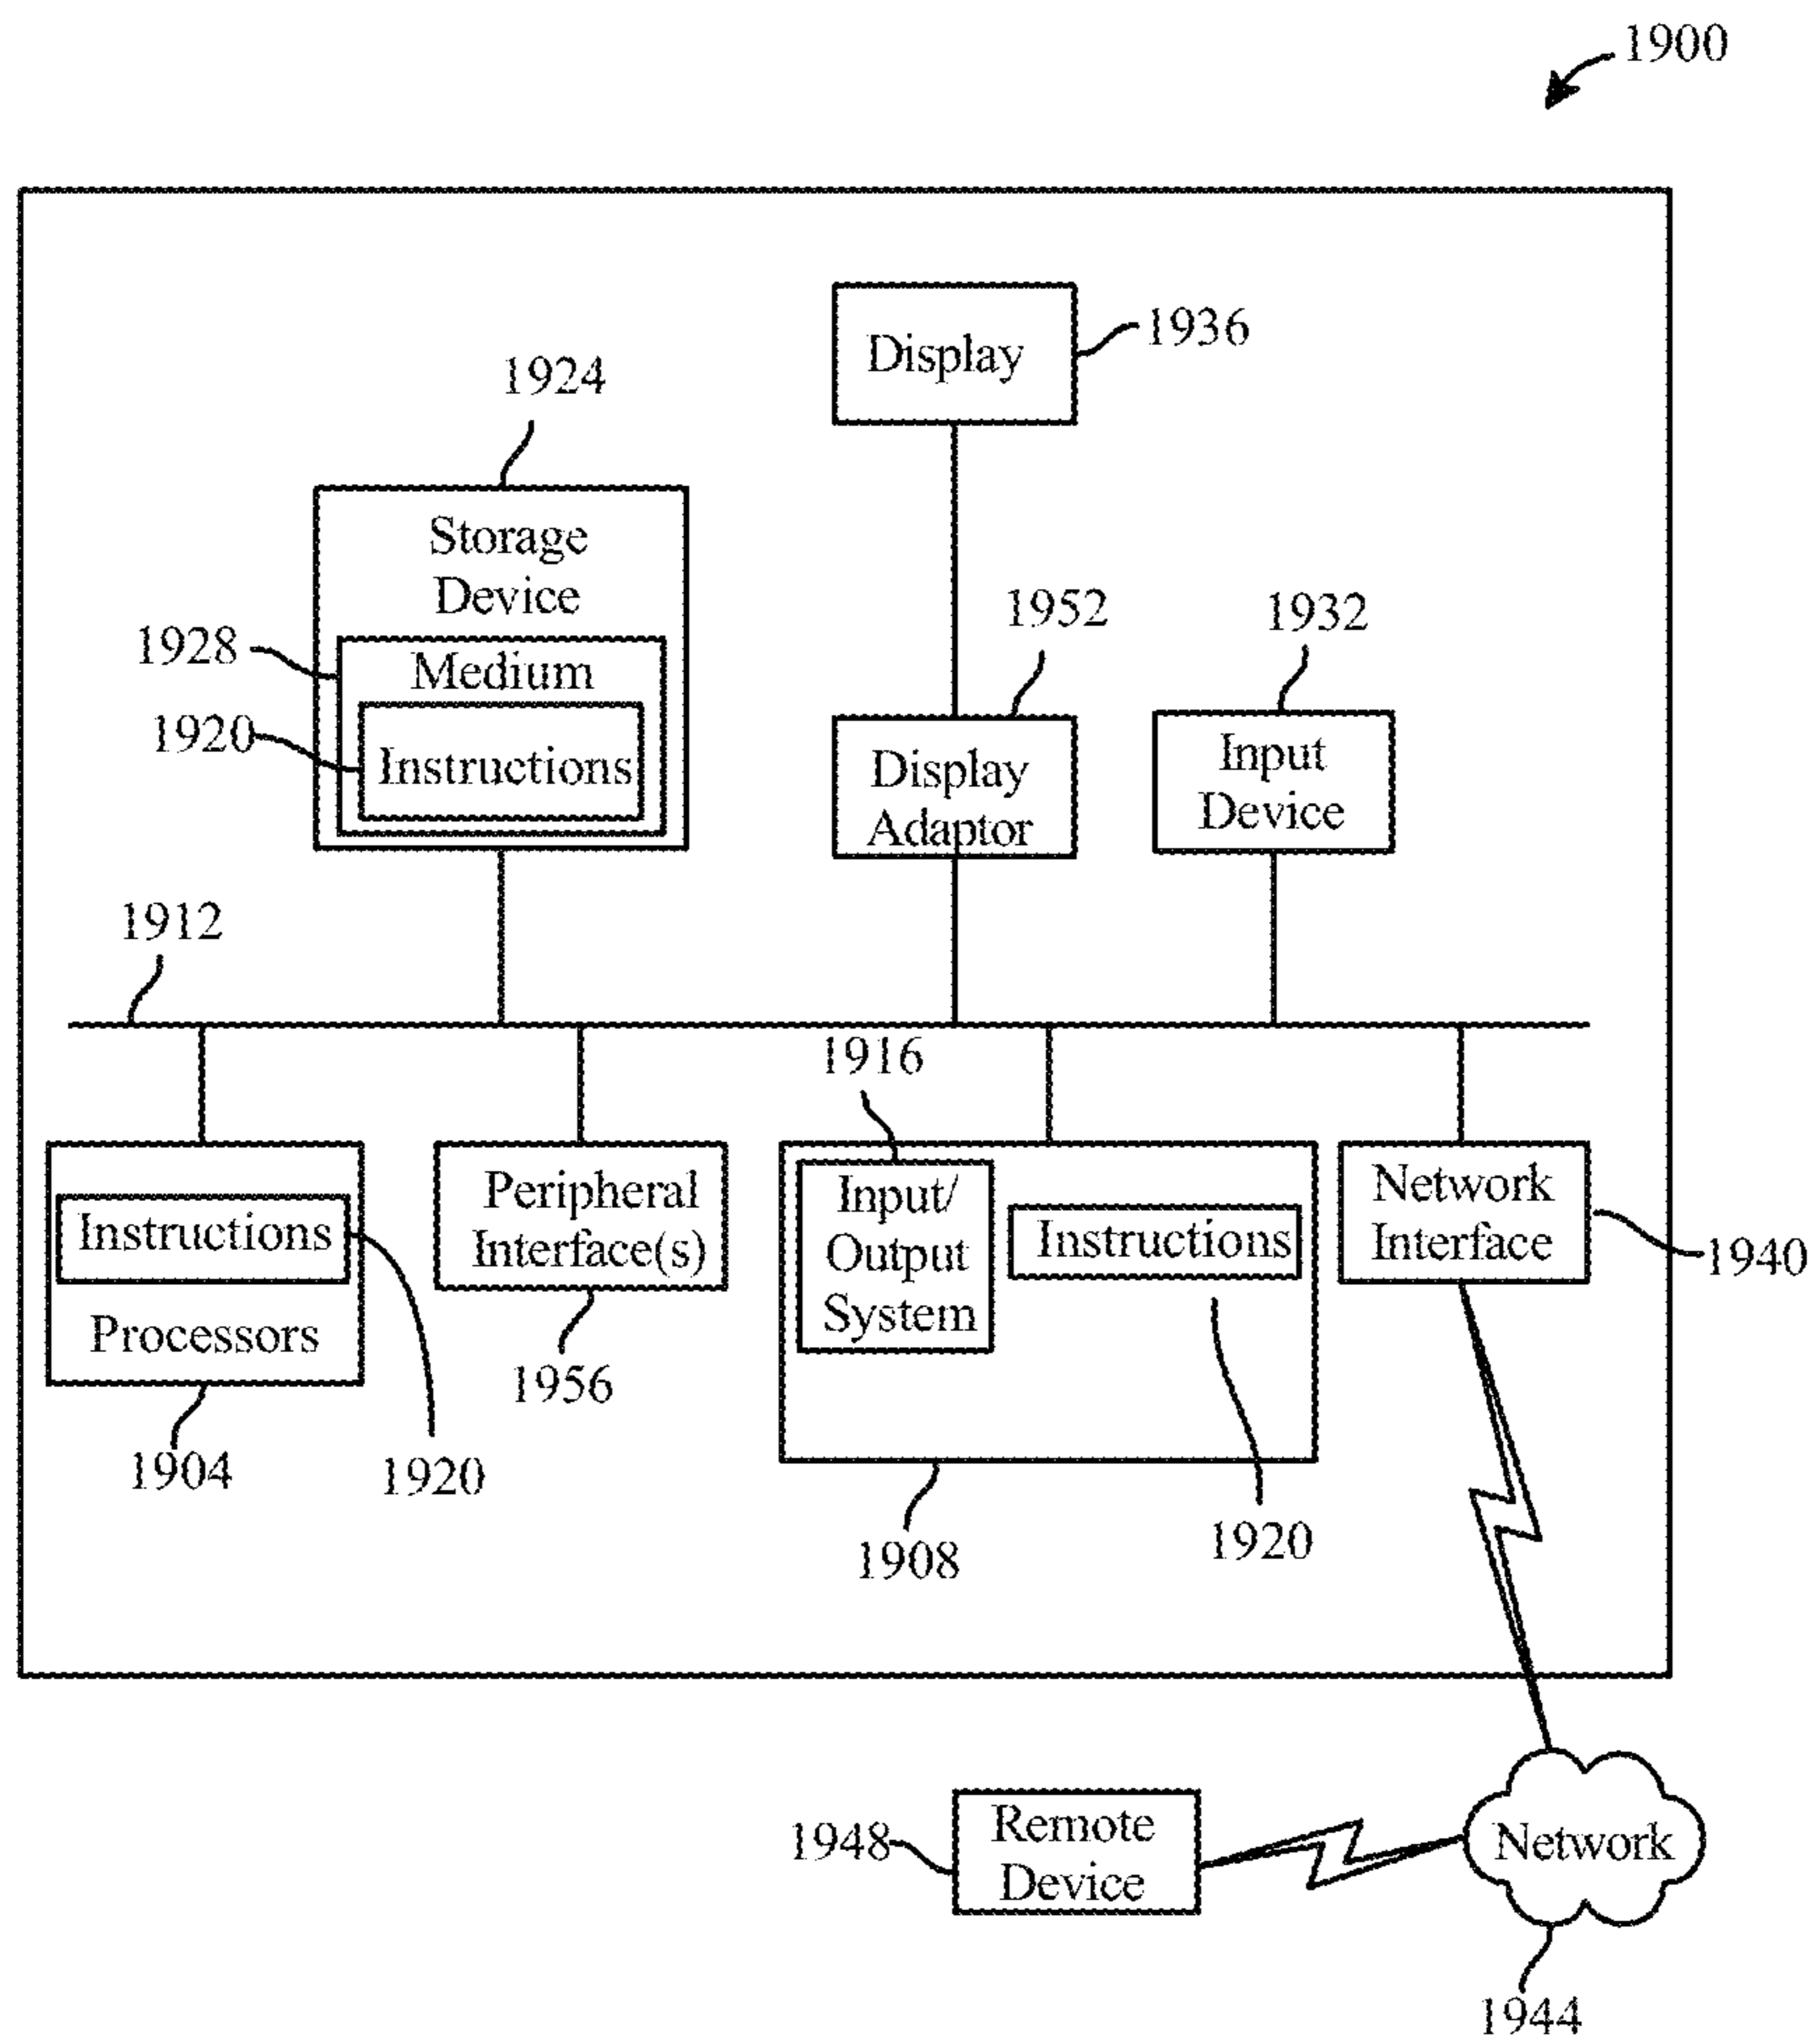 1900
Display
1936
1924
Storage
Device
1928
Medium
1920
Instructions
1952
Display
Adaptor
1932
Input
Device
1912
1916
Instructions
Processors
1904
1920
Peripheral
Interface(s)
1956
Input/
Output
System
Instructions
1908
1920
Network
Interface
1940
1948
Remote
Device
Network
1944